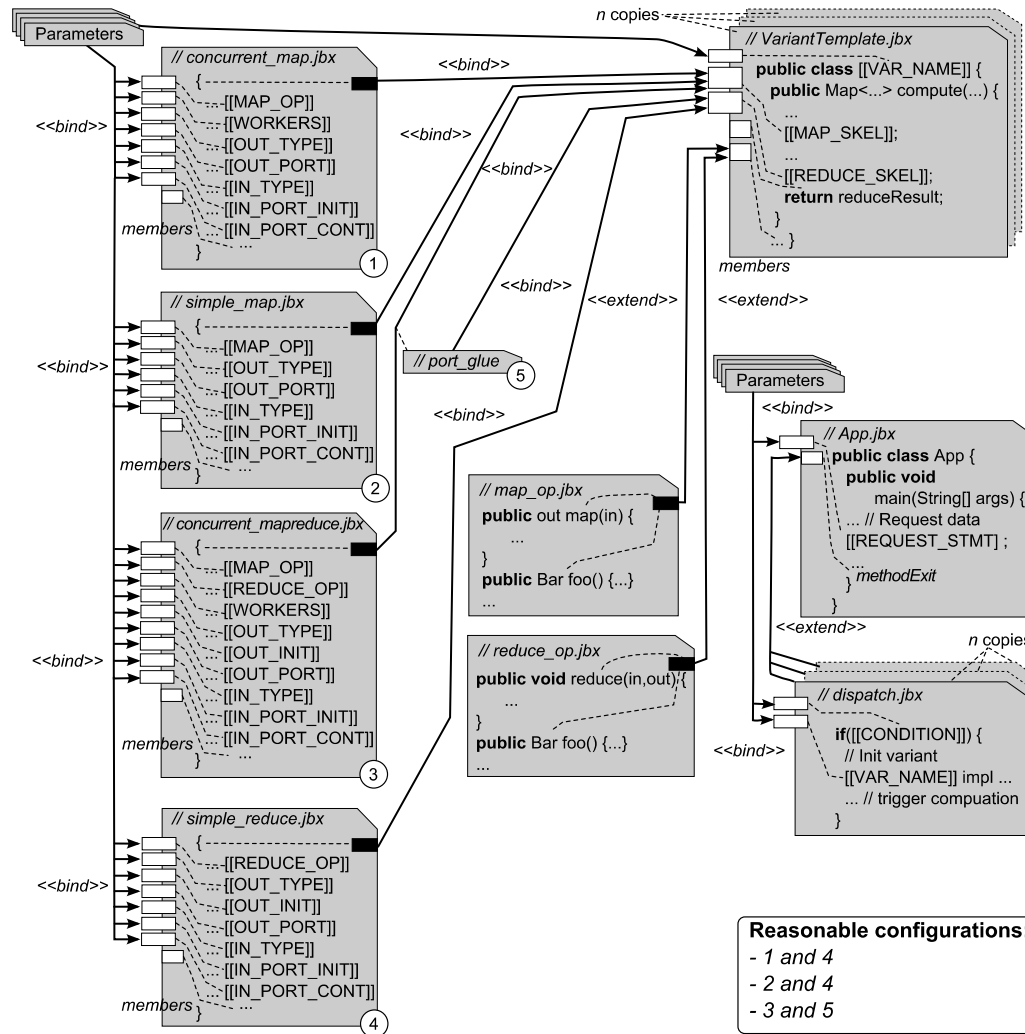 Parameters
<<bind>>
// concurrent_map.jbx
{
... [[MAP_OP]]
... [[WORKERS]]
... [[OUT_TYPE]]
... [[OUT_PORT]]
... [[IN_TYPE]]
... [[IN_PORT_INIT]]
... [[IN_PORT_CONT]]
members
...
}
1
<<bind>>
// simple_map.jbx
{
... [[MAP_OP]]
... [[OUT_TYPE]]
... [[OUT_PORT]]
... [[IN_TYPE]]
... [[IN_PORT_INIT]]
... [[IN_PORT_CONT]]
members
...
}
2
<<bind>>
// concurrent_mapreduce.jbx
{
... [[MAP_OP]]
... [[REDUCE_OP]]
... [[WORKERS]]
... [[OUT_TYPE]]
... [[OUT_INIT]]
... [[OUT_PORT]]
... [[IN_TYPE]]
... [[IN_PORT_INIT]]
... [[IN_PORT_CONT]]
members
...
}
3
<<bind>>
// simple_reduce.jbx
{
... [[REDUCE_OP]]
... [[OUT_TYPE]]
... [[OUT_INIT]]
... [[OUT_PORT]]
... [[IN_TYPE]]
... [[IN_PORT_INIT]]
... [[IN_PORT_CONT]]
members
...
}
4
<<bind>>
<<bind>>
<<bind>>
<<bind>>
<<bind>>
<<extend>>
<<extend>>
// port_glue
5
n copies
// VariantTemplate.jbx
public class [[VAR_NAME]] {
public Map<...> compute(...) {
...
[[MAP_SKEL]];
...
[[REDUCE_SKEL]];
return reduceResult;
}
... }
members
// map_op.jbx
public out map(in) {
...
}
public Bar foo() {...}
...
// reduce_op.jbx
public void reduce(in,out) {
...
}
public Bar foo() {...}
...
Parameters
<<bind>>
// App.jbx
public class App {
public void
main(String[] args) {
... // Request data
[[REQUEST_STMT] ;
...
methodExit
}
}
<<extend>>
n copies
// dispatch.jbx
<<bind>>
if([[CONDITION]]) {
// Init variant
[[VAR_NAME]] impl ...
... // trigger compuation
}
Reasonable configurations:
- 1 and 4
- 2 and 4
- 3 and 5